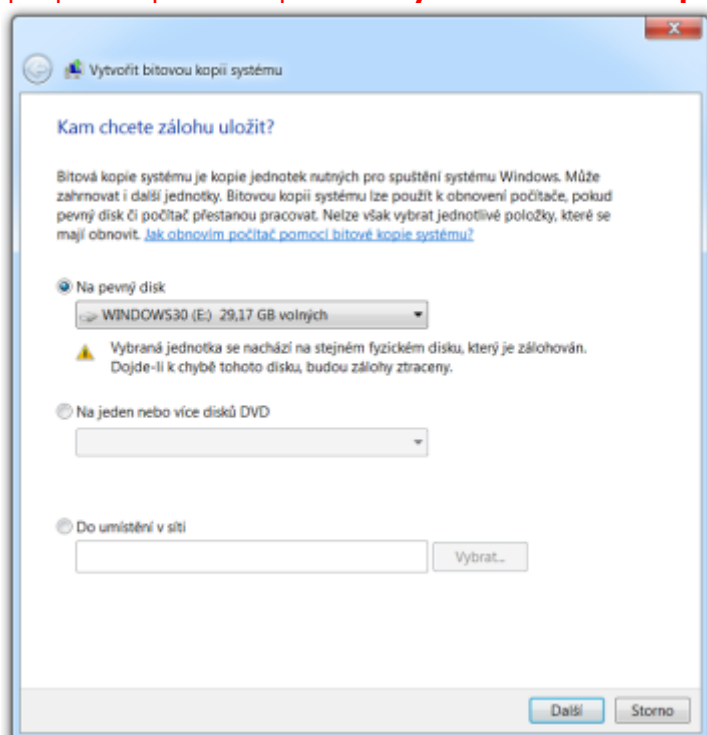 Vytvořit bitovou kopii systému
Kam chcete zálohu uložit?
Bitová kopie systému je kopie jednotek nutných pro spuštění systému Windows. Může
zahrnovat i další jednotky. Bitovou kopii systému lze použít k obnovení počítače, pokud
pevný disk či počítač přestanou pracovat. Nelze však vybrat jednotlivé položky, které se
mají obnovit. Jak obnovím počítač pomocí bitové kopie systému?
Na pevný disk
WINDOWS30 (E:) 29,17 GB volných
Vybraná jednotka se nachází na stejném fyzickém disku, který je zálohován.
Dojde-li k chybě tohoto disku, budou zálohy ztraceny.
Na jeden nebo více disků DVD
Do umístění v síti
Vybrat...
Další
Storno